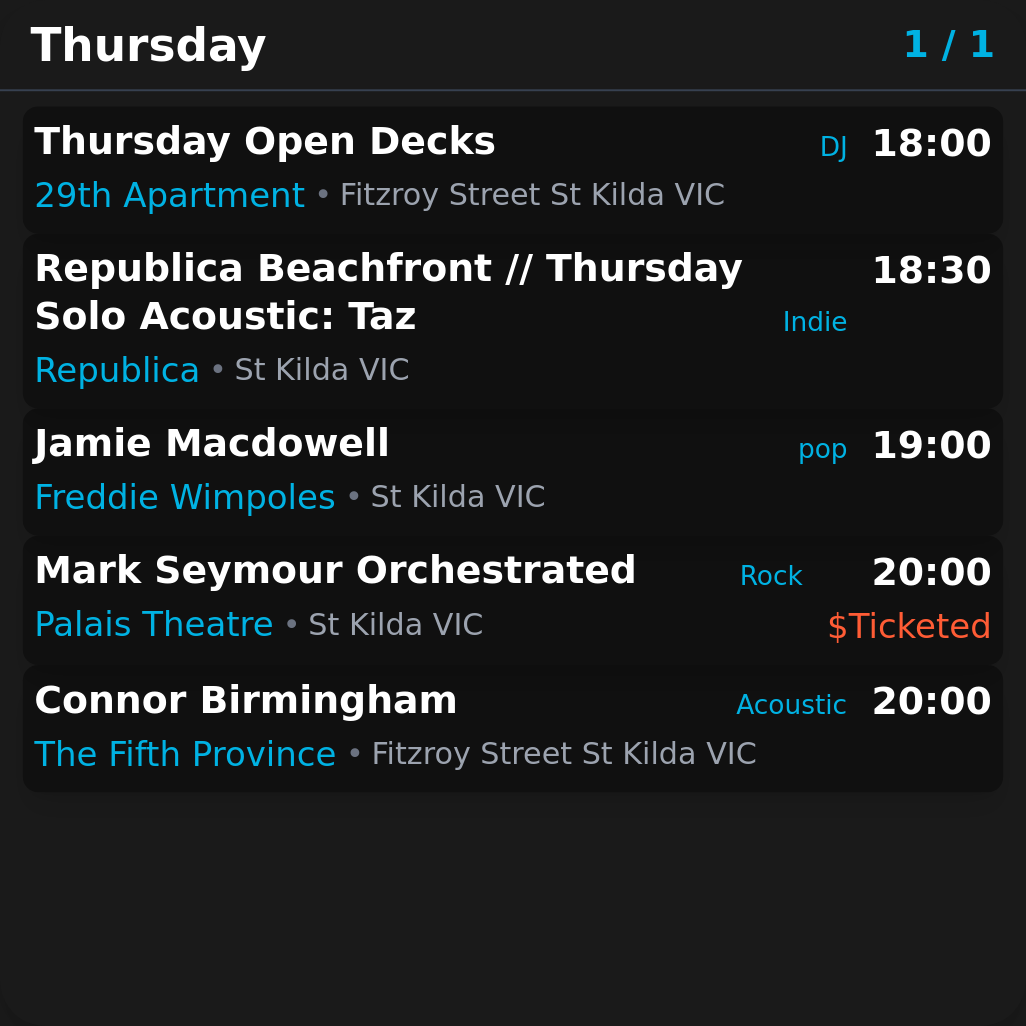 Thursday 1 / 1
Thursday Open Decks DJ 18:00
29th Apartment • Fitzroy Street St Kilda VIC
Republica Beachfront // Thursday 18:30
Solo Acoustic: Taz Indie
Republica • St Kilda VIC
Jamie Macdowell pop 19:00
Freddie Wimpoles • St Kilda VIC
Mark Seymour Orchestrated Rock 20:00
Palais Theatre • St Kilda VIC $Ticketed
Connor Birmingham Acoustic 20:00
The Fifth Province • Fitzroy Street St Kilda VIC